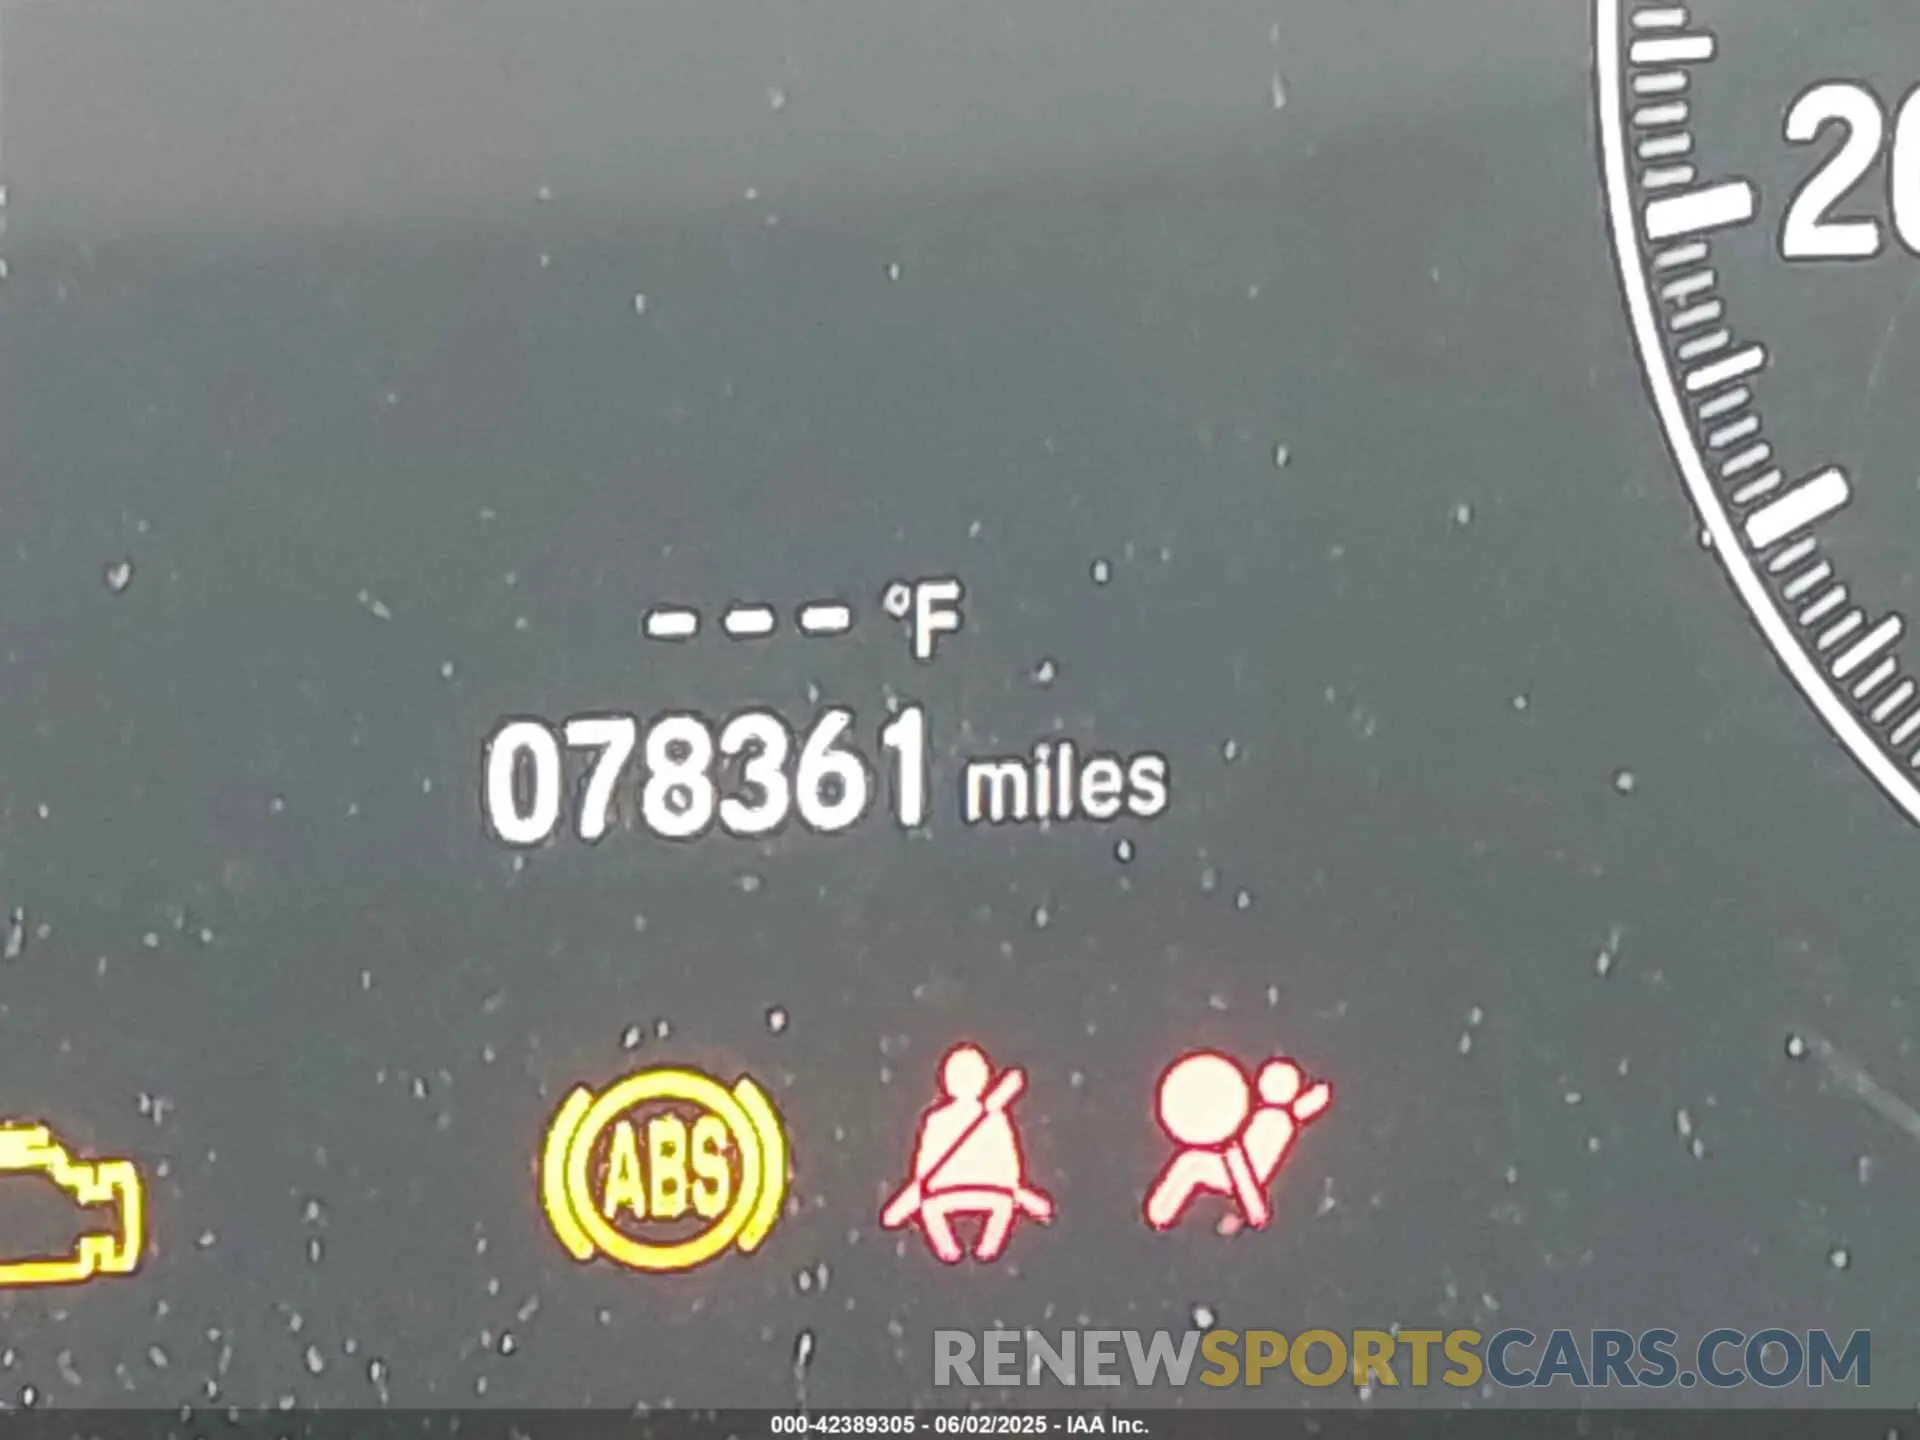 20
--- °F
078361 miles
ABS
RENEWSPORTSCARS.COM
000-42389305 - 06/02/2025 - IAA Inc.